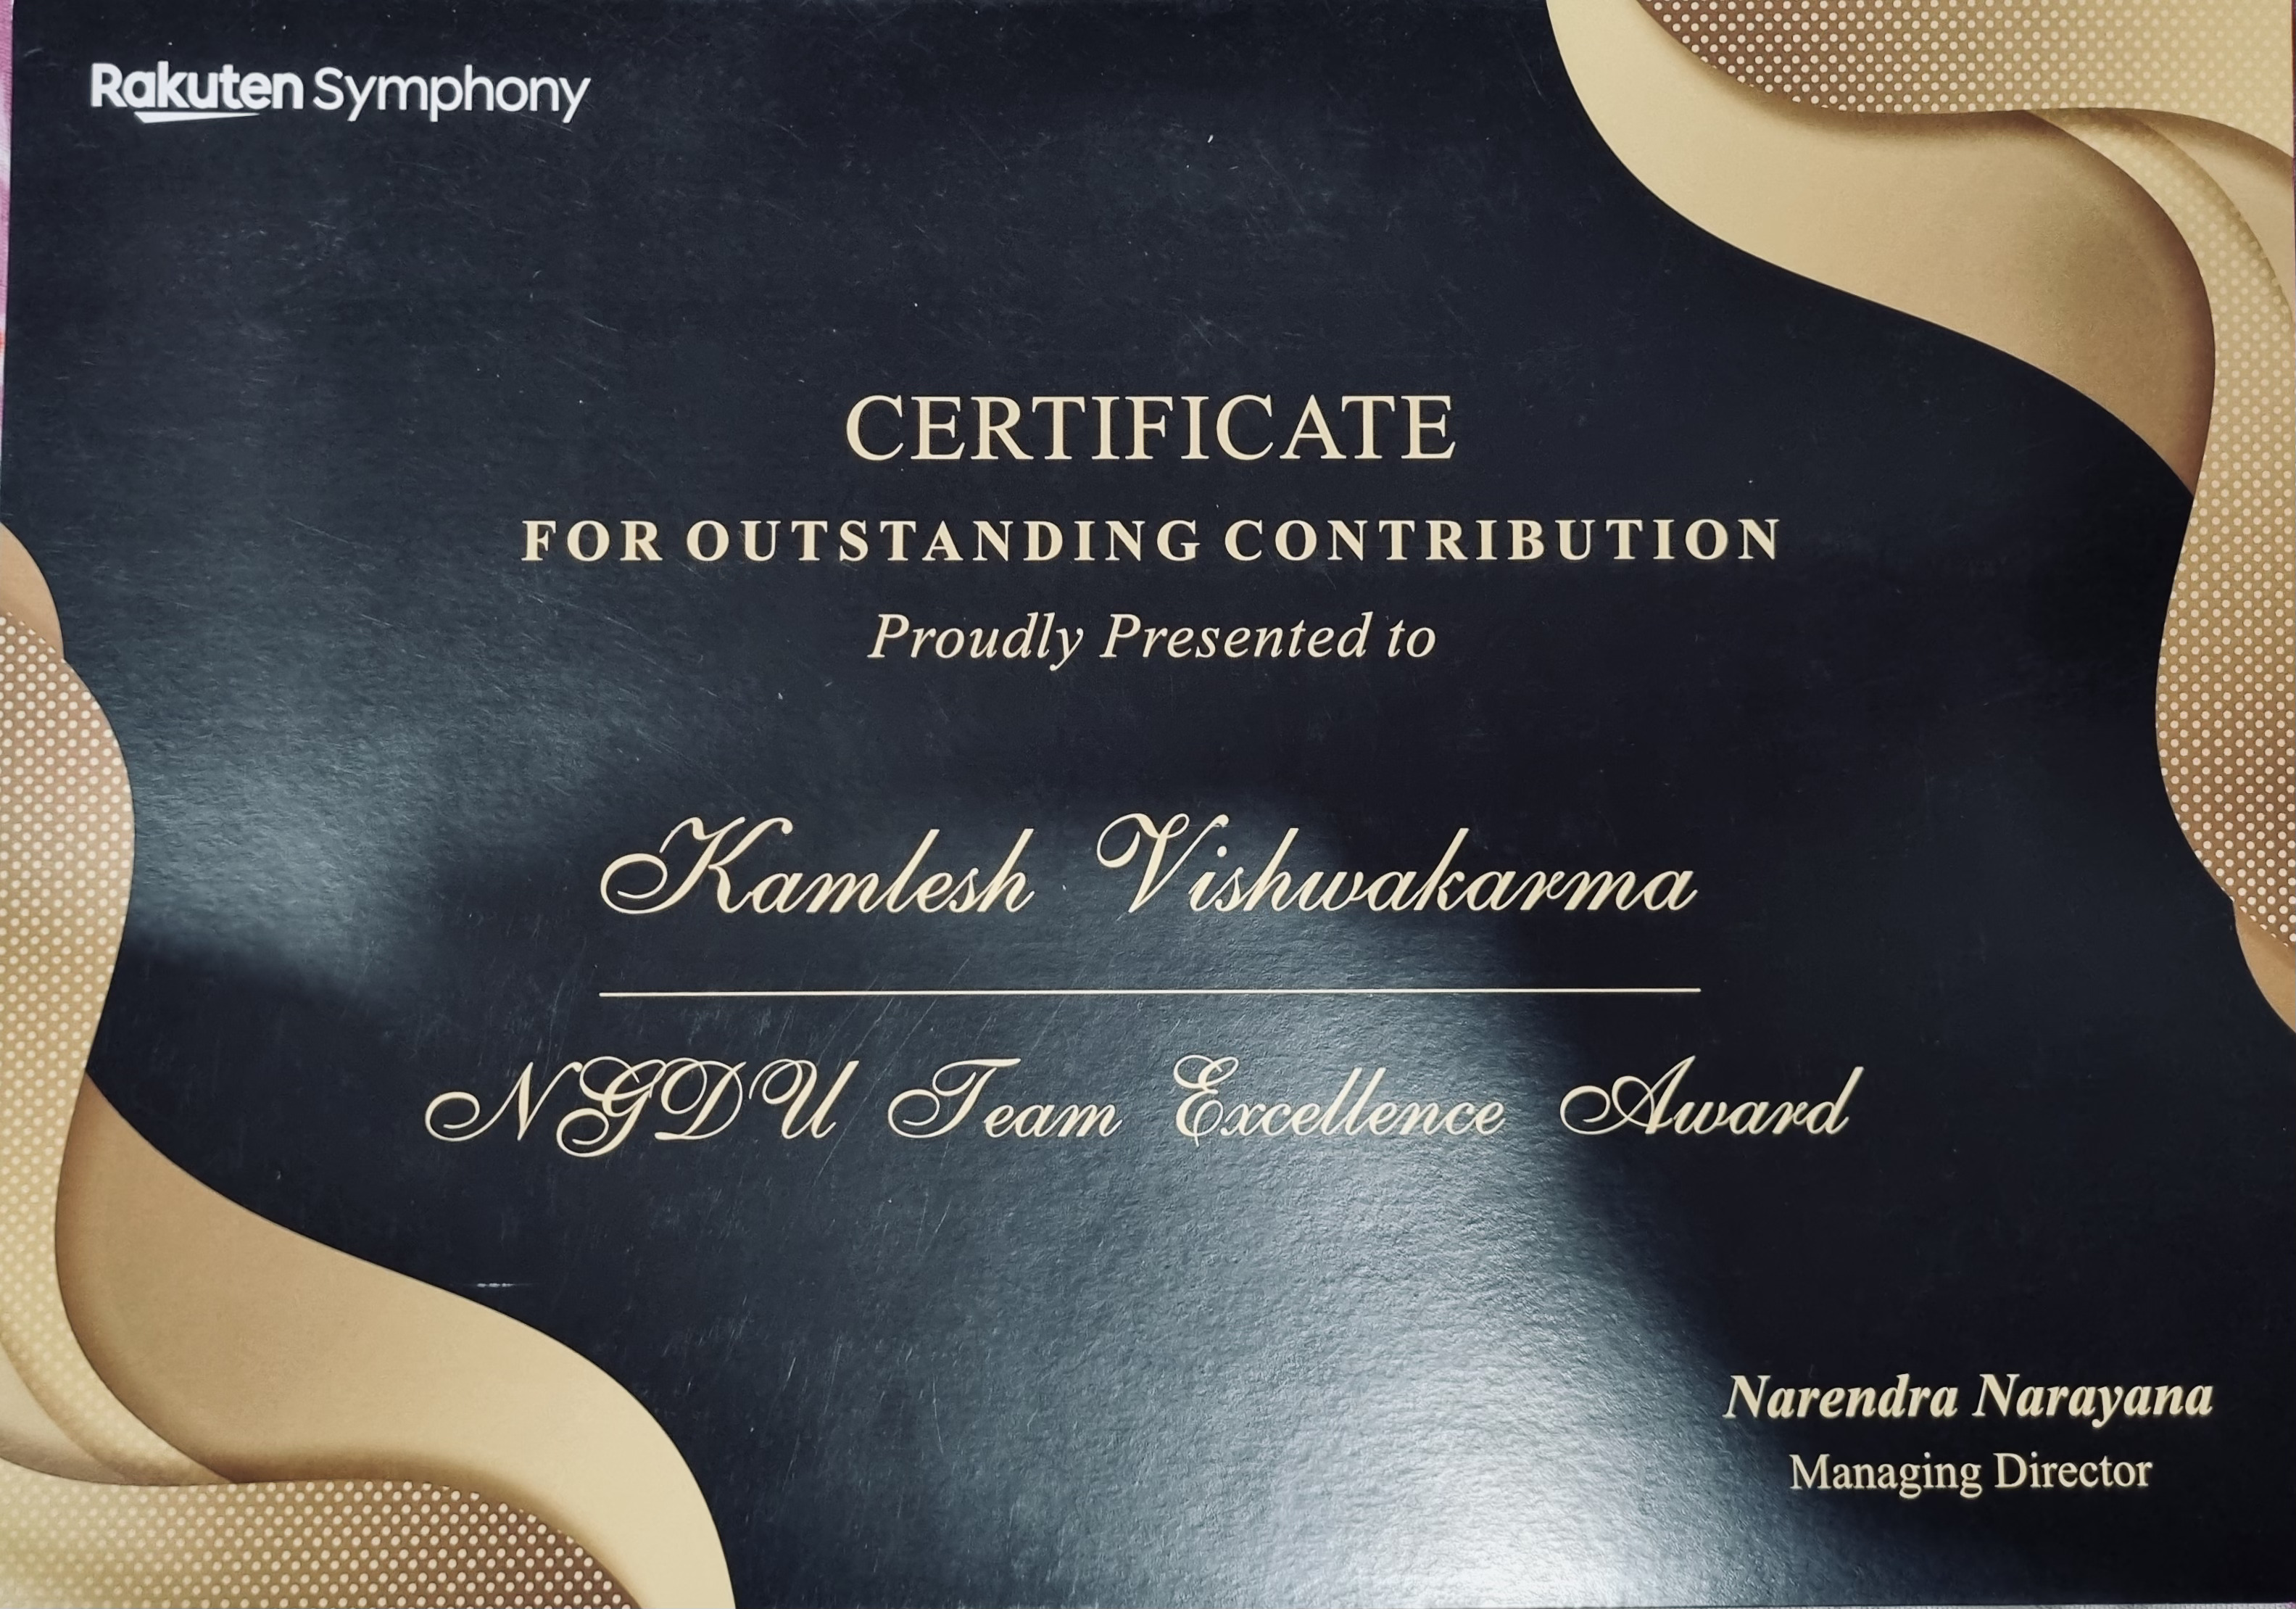 Rakuten Symphony
CERTIFICATE
FOR OUTSTANDING CONTRIBUTION
Proudly Presented to
Kamlesh Vishwakarma
NGDU Team Excellence Award
Narendra Narayana
Managing Director